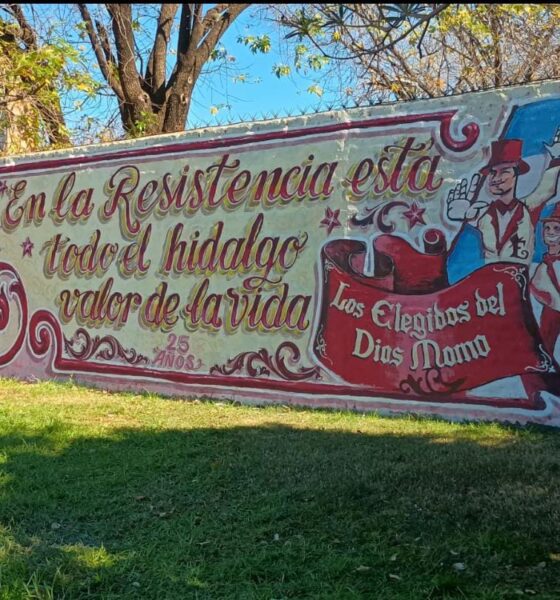 En la Resistencia está
todo el hidalgo
valor de la vida
25
AÑOS
Los Elegidos del
Dios Momo